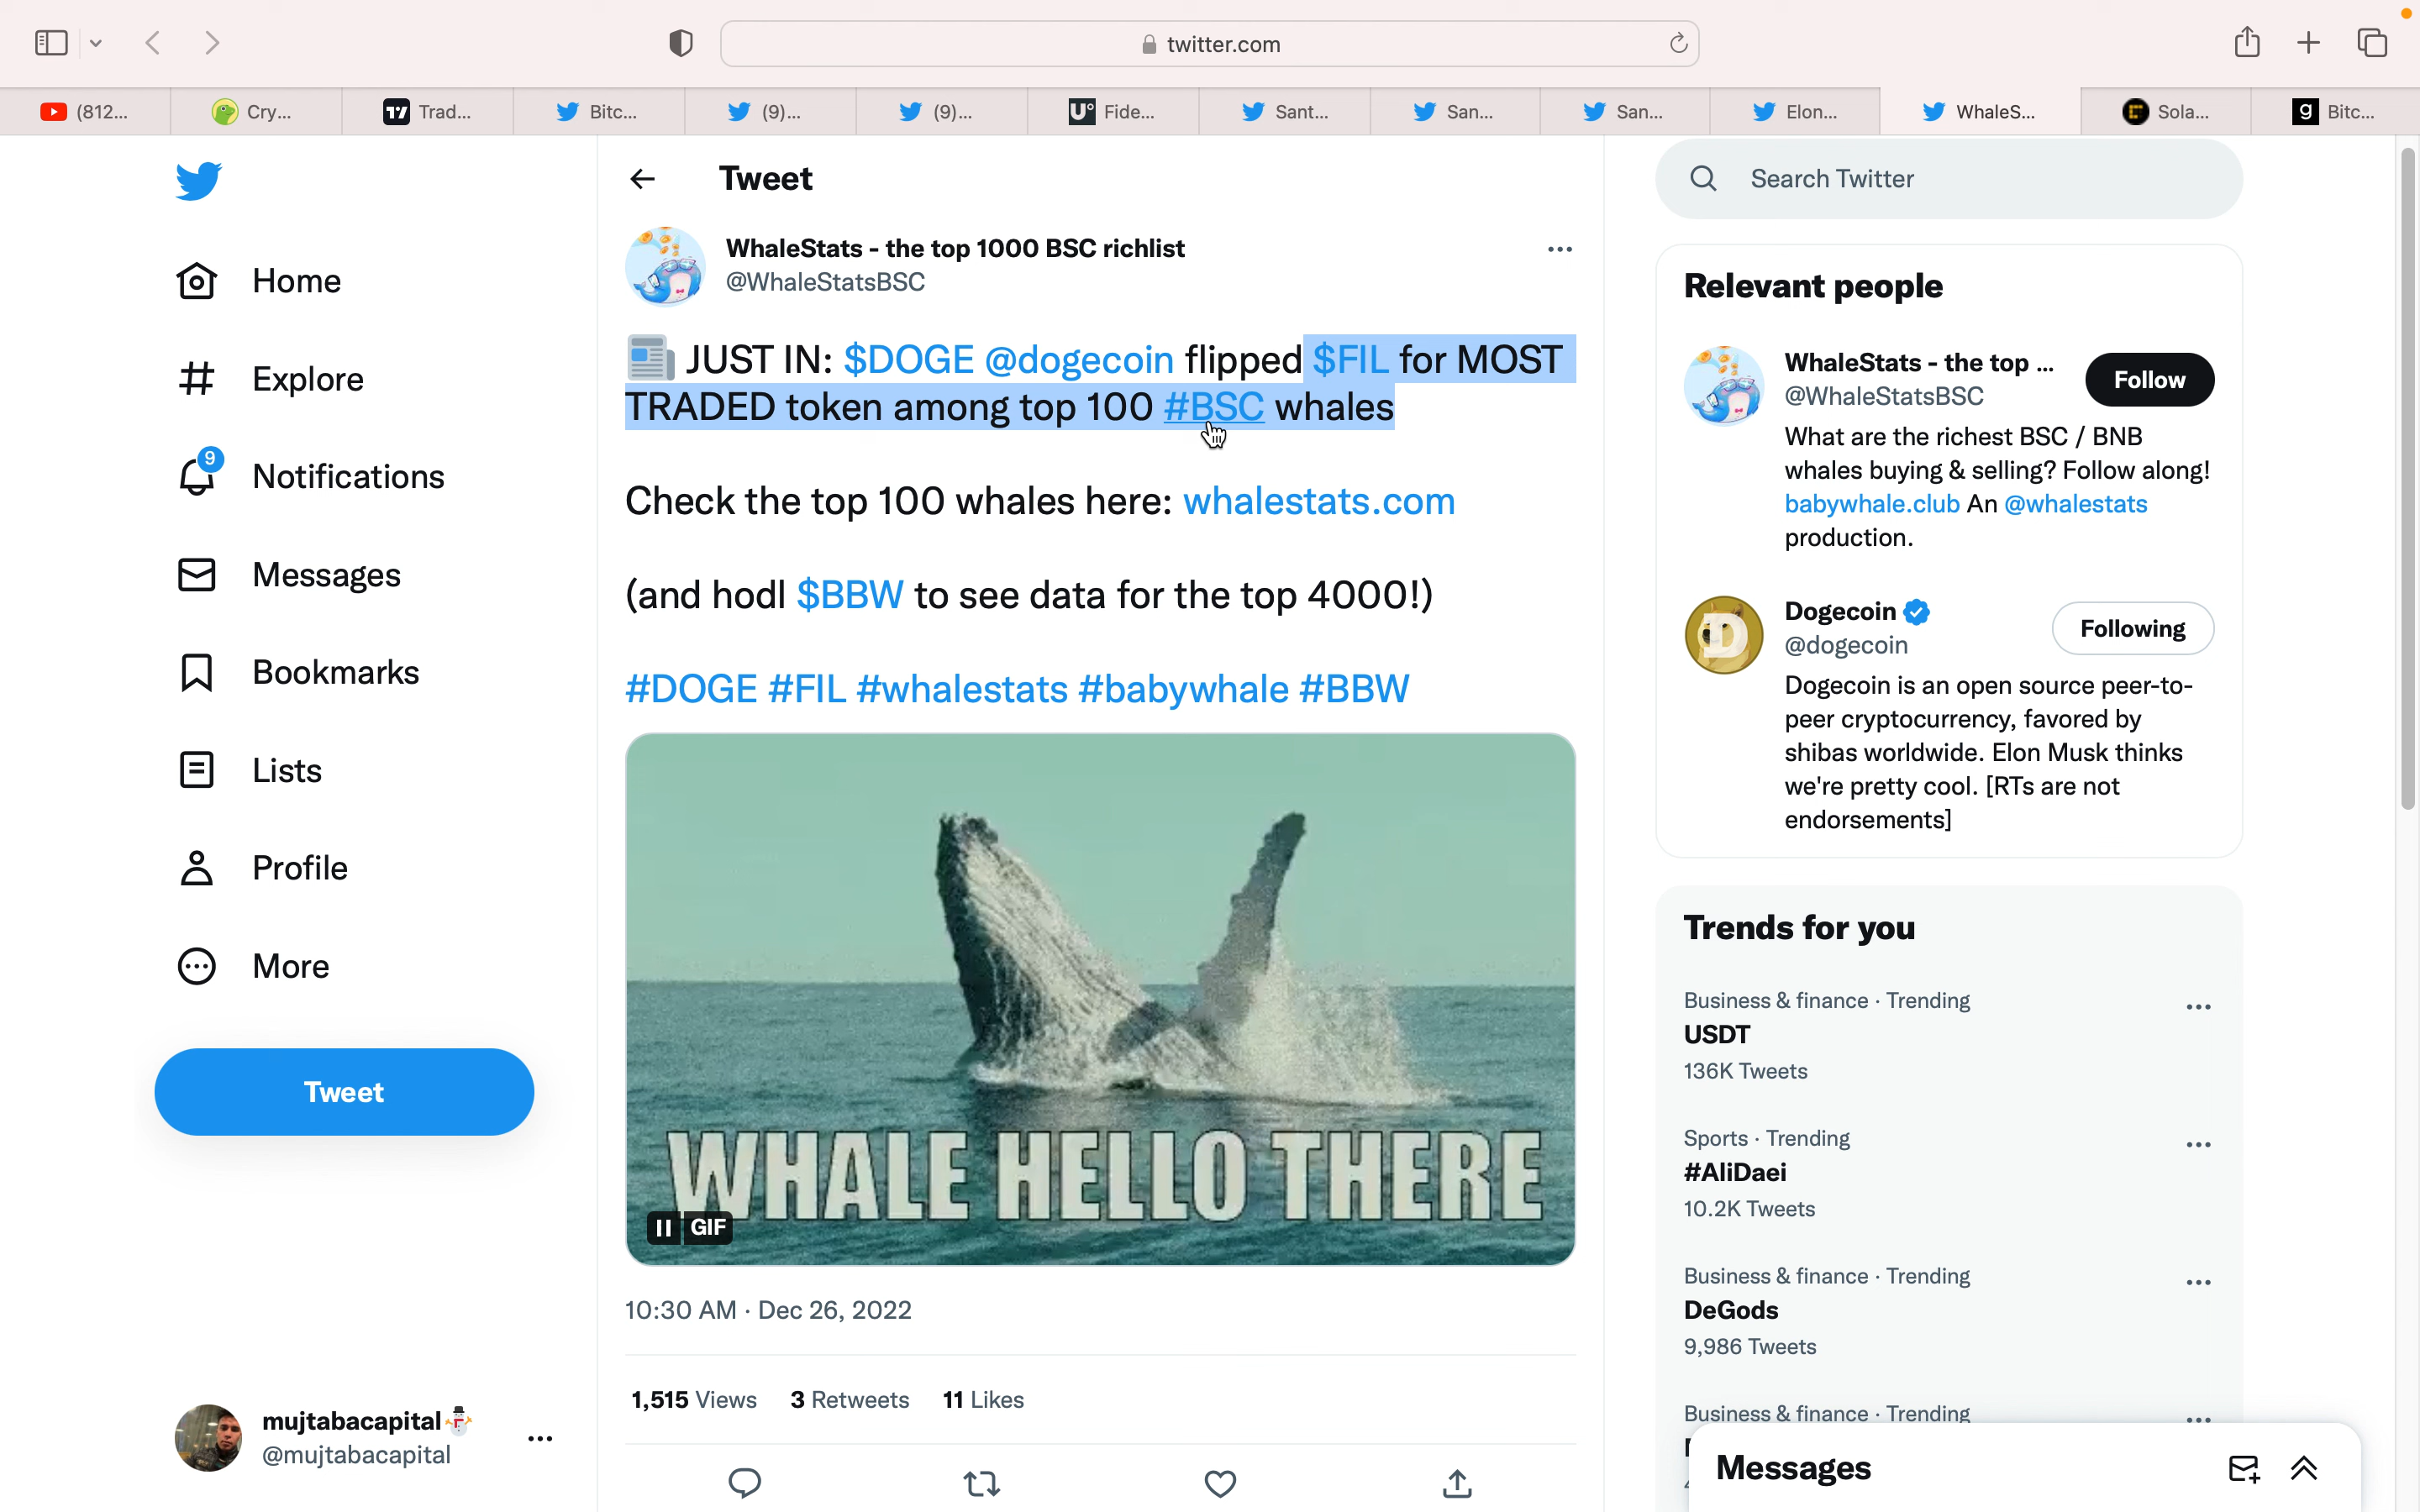 twitter.com
(812...
Cry...
Trad...
Bitc...
(9)...
(9)...
Fide...
Sant...
San...
San...
Elon...
WhaleS...
Sola...
Bitc...
Home
Explore
9
Notifications
Messages
Bookmarks
Lists
Profile
More
Tweet
mujtabacapital⛄
@mujtabacapital
Tweet
WhaleStats - the top 1000 BSC richlist
@WhaleStatsBSC
📰 JUST IN: $DOGE @dogecoin flipped $FIL for MOST
TRADED token among top 100 #BSC whales
Check the top 100 whales here: whalestats.com
(and hodl $BBW to see data for the top 4000!)
#DOGE #FIL #whalestats #babywhale #BBW
WHALE HELLO THERE
GIF
10:30 AM · Dec 26, 2022
1,515 Views 3 Retweets 11 Likes
Search Twitter
Relevant people
WhaleStats - the top ...
@WhaleStatsBSC
Follow
What are the richest BSC / BNB
whales buying & selling? Follow along!
babywhale.club An @whalestats
production.
Dogecoin
@dogecoin
Following
Dogecoin is an open source peer-to-
peer cryptocurrency, favored by
shibas worldwide. Elon Musk thinks
we're pretty cool. [RTs are not
endorsements]
Trends for you
Business & finance · Trending
USDT
136K Tweets
Sports · Trending
#AliDaei
10.2K Tweets
Business & finance · Trending
DeGods
9,986 Tweets
Business & finance · Trending
Messages